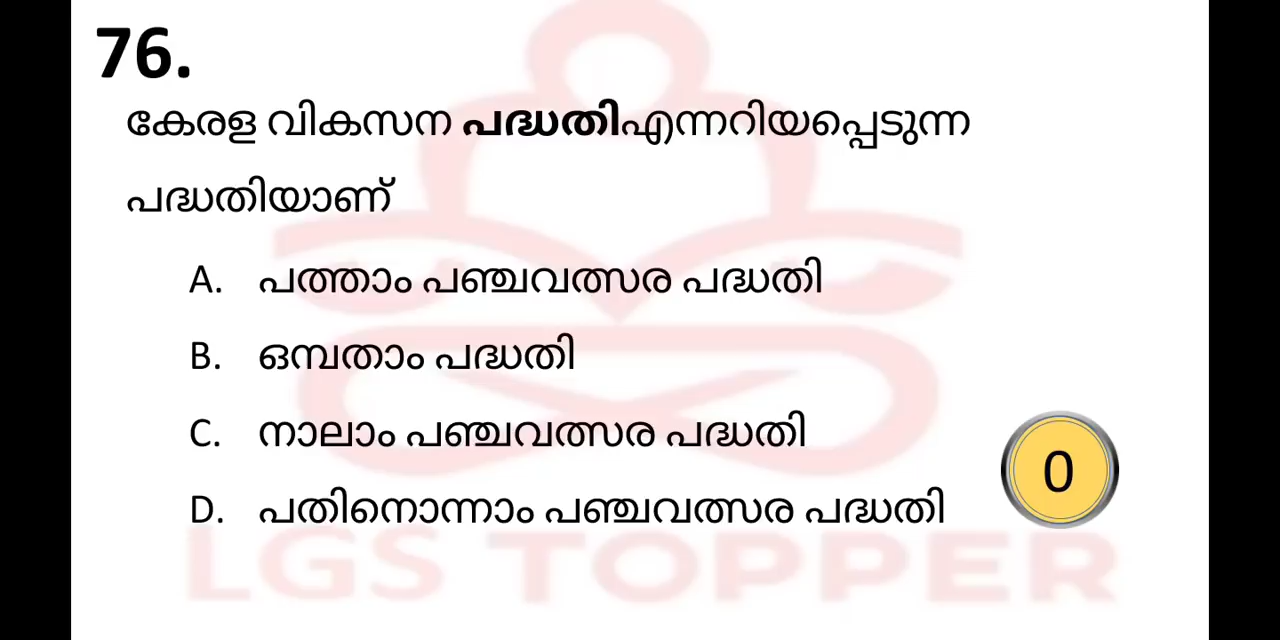 76.
കേരള വികസന പദ്ധതിഎന്നറിയപ്പെടുന്ന
പദ്ധതിയാണ്
A. പത്താം പഞ്ചവത്സര പദ്ധതി
B. ഒമ്പതാം പദ്ധതി
C. നാലാം പഞ്ചവത്സര പദ്ധതി
0
D. പതിനൊന്നാം പഞ്ചവത്സര പദ്ധതി
LGS TOPPER